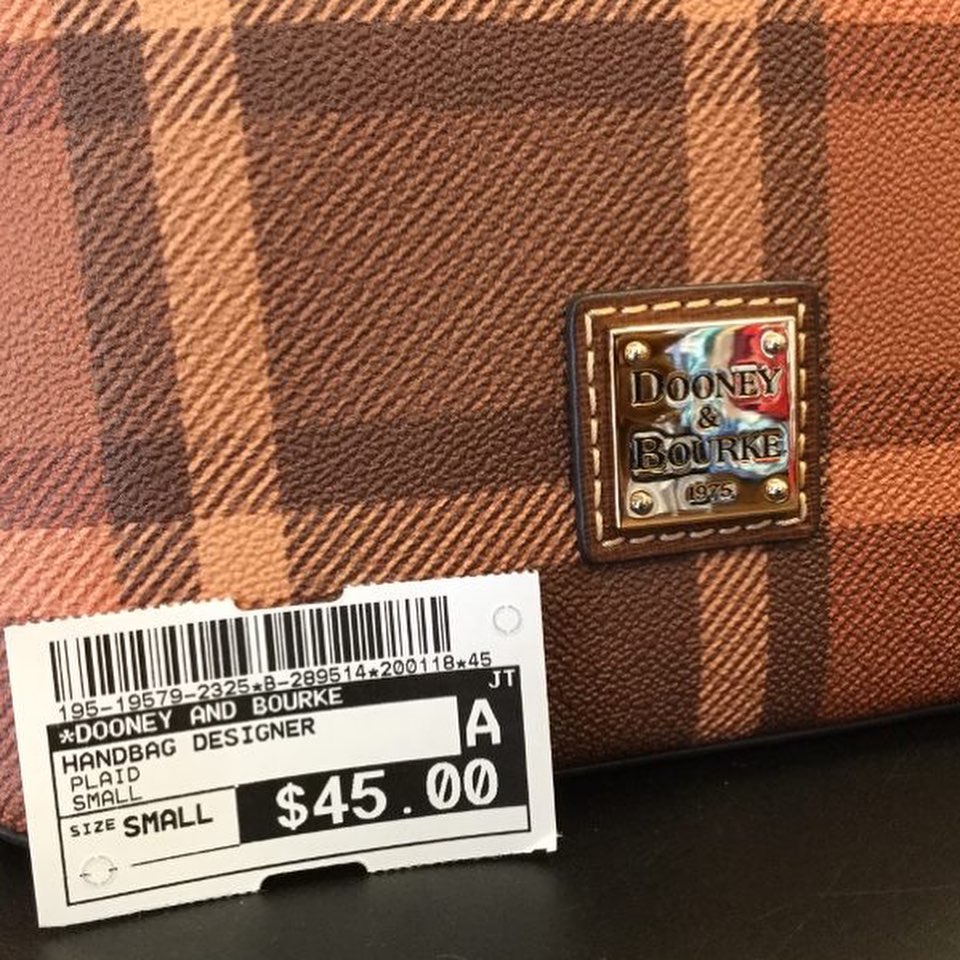 DOONEY
&
BOURKE
1975
195-19579-2325*B-289514*200118*45
JT
*DOONEY AND BOURKE
HANDBAG DESIGNER
A
PLAID
SMALL
SIZE SMALL
$45.00